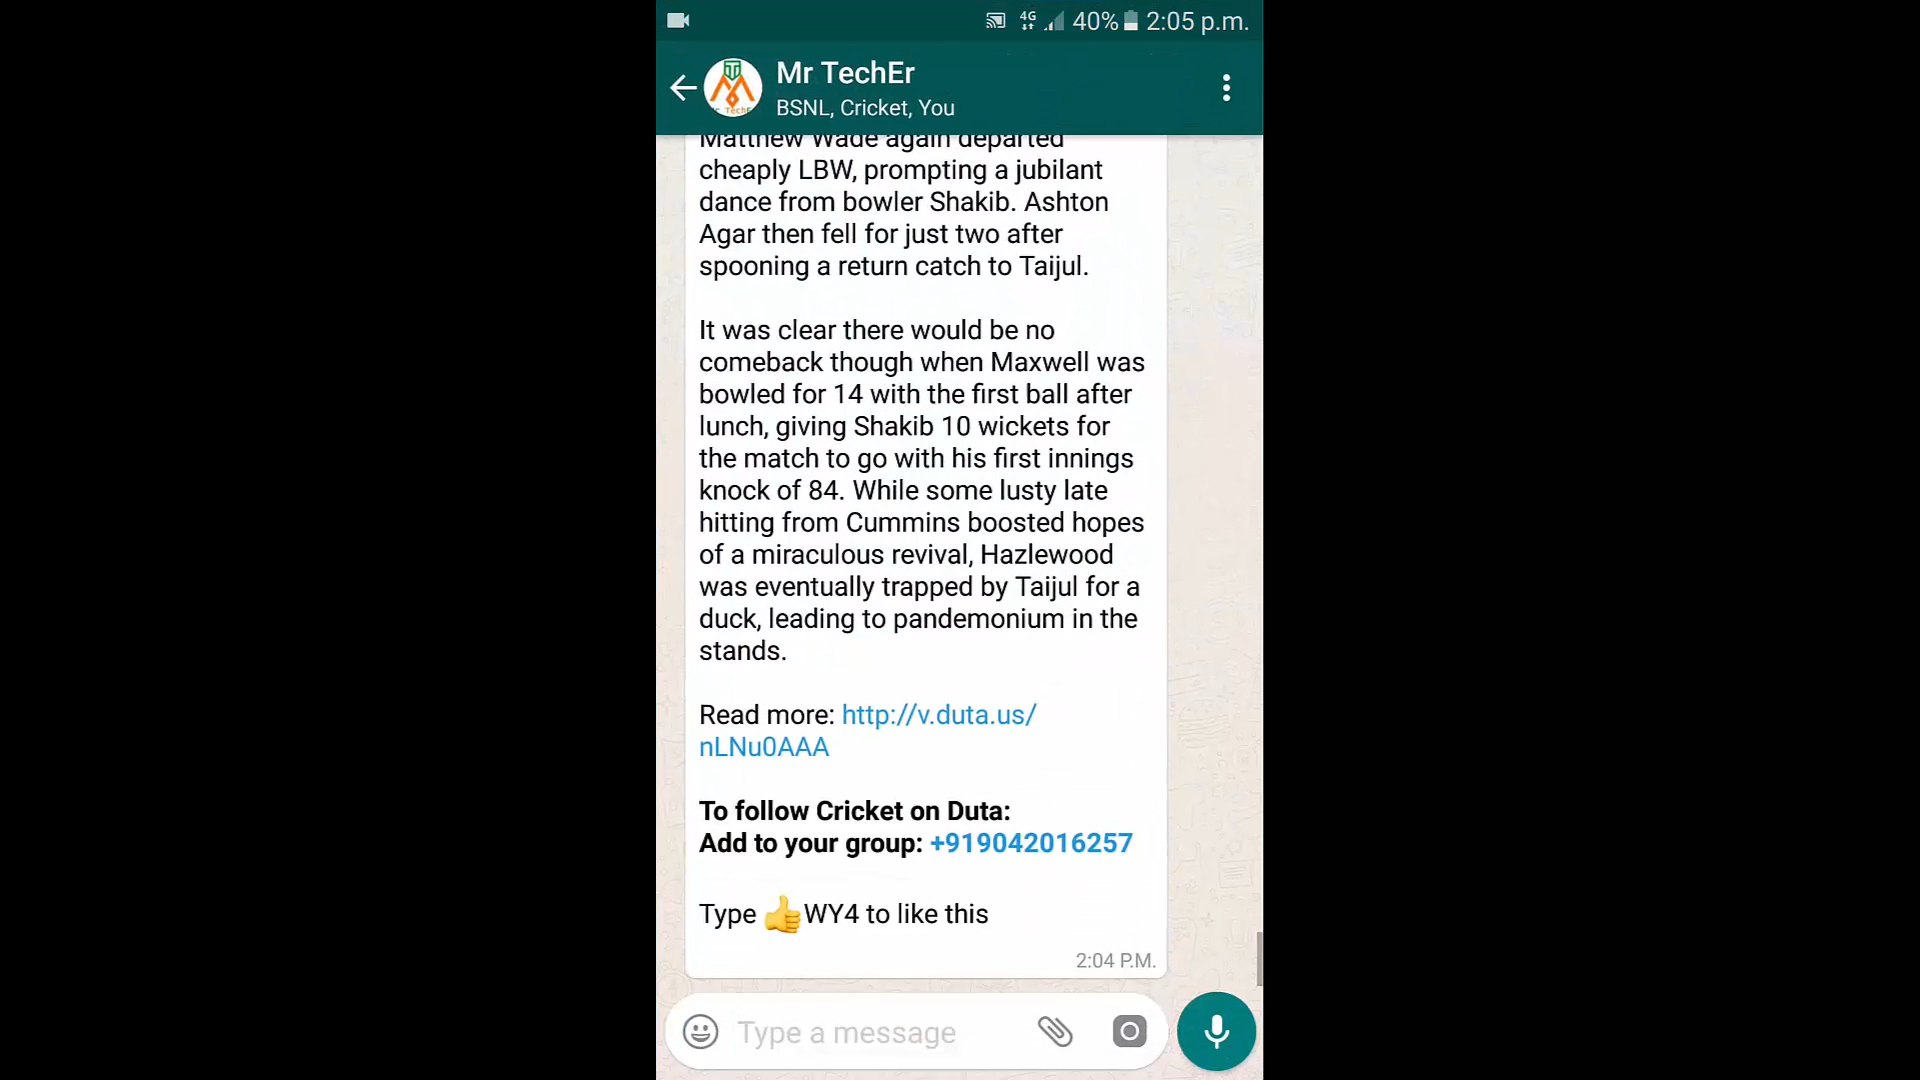 4G 40% 2:05 p.m.
Mr TechEr
BSNL, Cricket, You
Matthew Wade again departed
cheaply LBW, prompting a jubilant
dance from bowler Shakib. Ashton
Agar then fell for just two after
spooning a return catch to Taijul.
It was clear there would be no
comeback though when Maxwell was
bowled for 14 with the first ball after
lunch, giving Shakib 10 wickets for
the match to go with his first innings
knock of 84. While some lusty late
hitting from Cummins boosted hopes
of a miraculous revival, Hazlewood
was eventually trapped by Taijul for a
duck, leading to pandemonium in the
stands.
Read more: http://v.duta.us/
nLNu0AAA
To follow Cricket on Duta:
Add to your group: +919042016257
Type 👍WY4 to like this
2:04 P.M.
Type a message